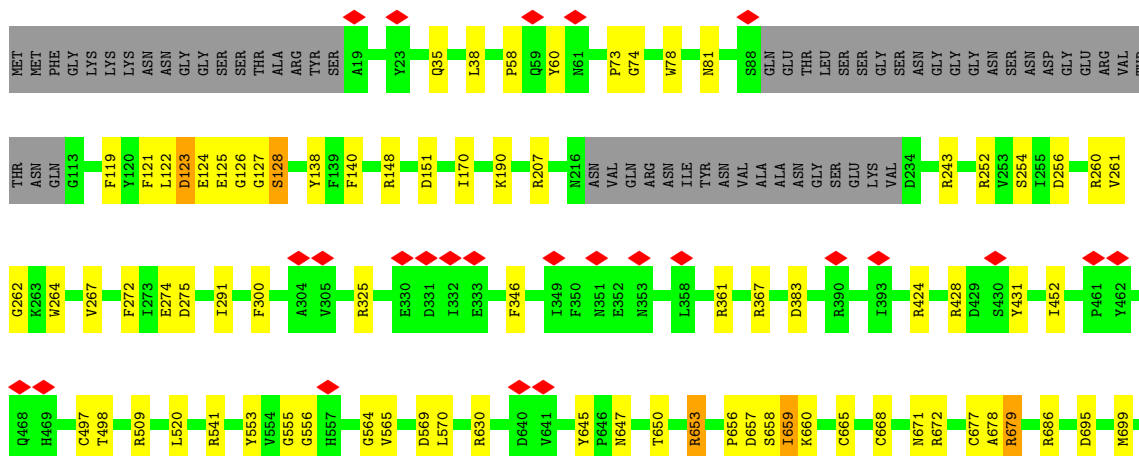 MET MET PHE GLY LYS LYS LYS ASN ASN GLY GLY SER SER THR ALA ARG TYR SER A19 Y23 Q35 L38 P58 Q59 Y60 N61 P73 G74 W78 N81 S88 GLN GLU THR LEU SER SER GLY SER ASN GLY GLY GLY ASN SER ASN ASP GLY GLU ARG VAL
THR ASN GLN G113 F119 Y120 F121 L122 D123 E124 E125 G126 G127 S128 Y138 F139 F140 R148 D151 I170 K190 R207 N216 ASN VAL GLN ARG ASN ILE TYR ASN VAL ALA ALA ASN GLY SER GLU LYS VAL D234 R243 R252 V253 S254 I255 D256 R260 V261
G262 K263 W264 V267 F272 I273 E274 D275 I291 F300 A304 V305 R325 E330 D331 I332 E333 F346 I349 F350 N351 E352 N353 L358 R361 R367 D383 R390 I393 R424 R428 D429 S430 Y431 I452 P461 Y462
Q468 H469 C497 T498 R509 L520 R541 Y553 V554 G555 G556 H557 G564 V565 D569 L570 R630 D640 V641 Y645 P646 N647 T650 R653 P656 D657 S658 I659 K660 C665 C668 N671 R672 C677 A678 R679 R686 D695 M699